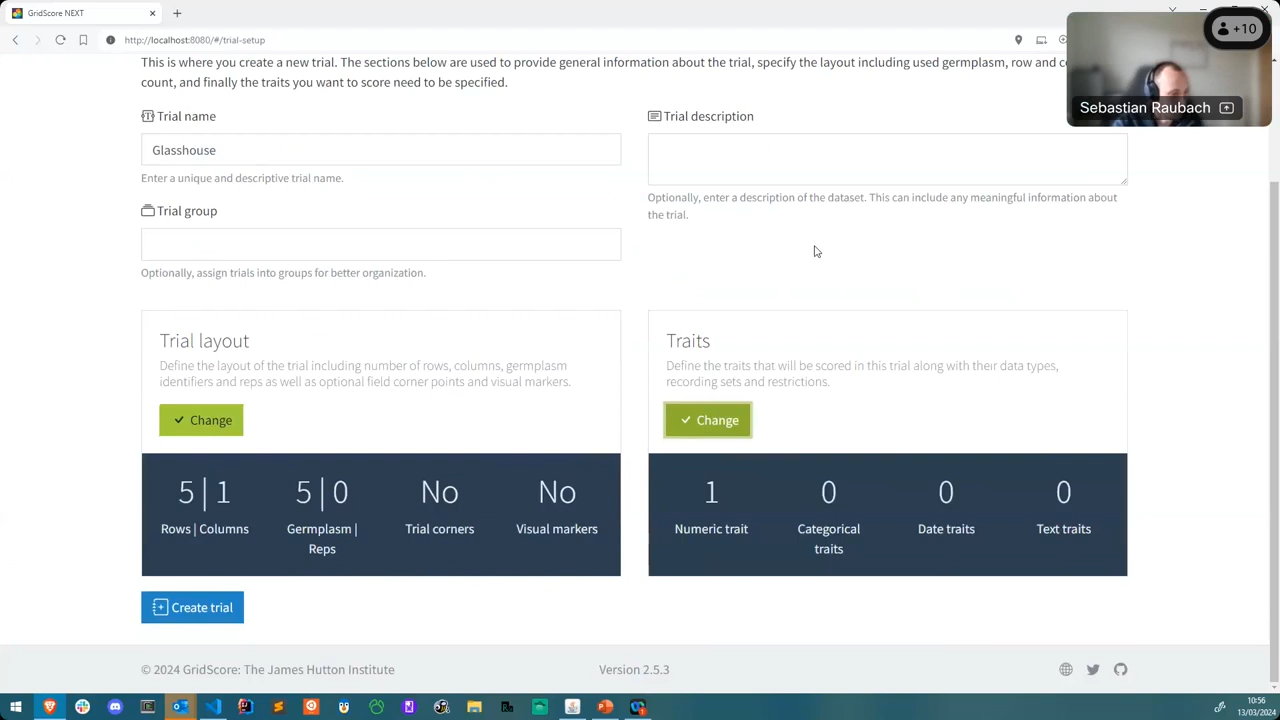 GridScore NEXT
http://localhost:8080/#/trial-setup
+10
Sebastian Raubach
This is where you create a new trial. The sections below are used to provide general information about the trial, specify the layout including used germplasm, row and
count, and finally the traits you want to score need to be specified.
Trial name
Glasshouse
Enter a unique and descriptive trial name.
Trial group
Optionally, assign trials into groups for better organization.
Trial description
Optionally, enter a description of the dataset. This can include any meaningful information about
the trial.
Trial layout
Define the layout of the trial including number of rows, columns, germplasm
identifiers and reps as well as optional field corner points and visual markers.
Change
5 | 1
Rows | Columns
5 | 0
Germplasm |
Reps
No
Trial corners
No
Visual markers
Traits
Define the traits that will be scored in this trial along with their data types,
recording sets and restrictions.
Change
1
Numeric trait
0
Categorical
traits
0
Date traits
0
Text traits
Create trial
© 2024 GridScore: The James Hutton Institute
Version 2.5.3
10:56
13/03/2024